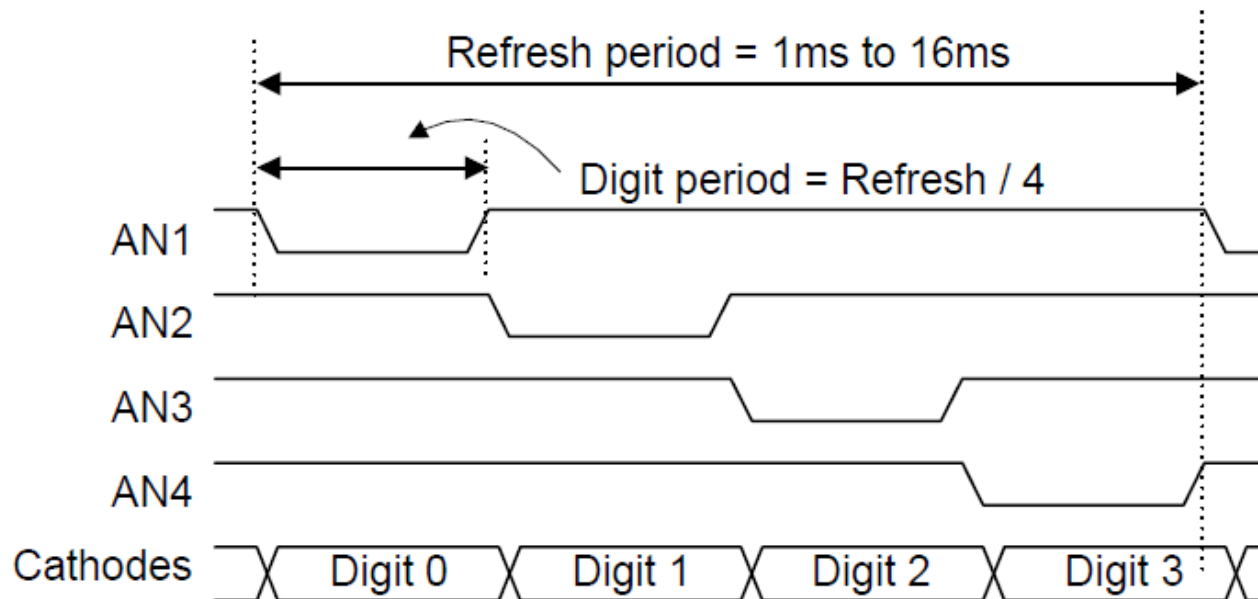 Refresh period = 1ms to 16ms
Digit period = Refresh / 4
AN1
AN2
AN3
AN4
Cathodes Digit 0 Digit 1 Digit 2 Digit 3